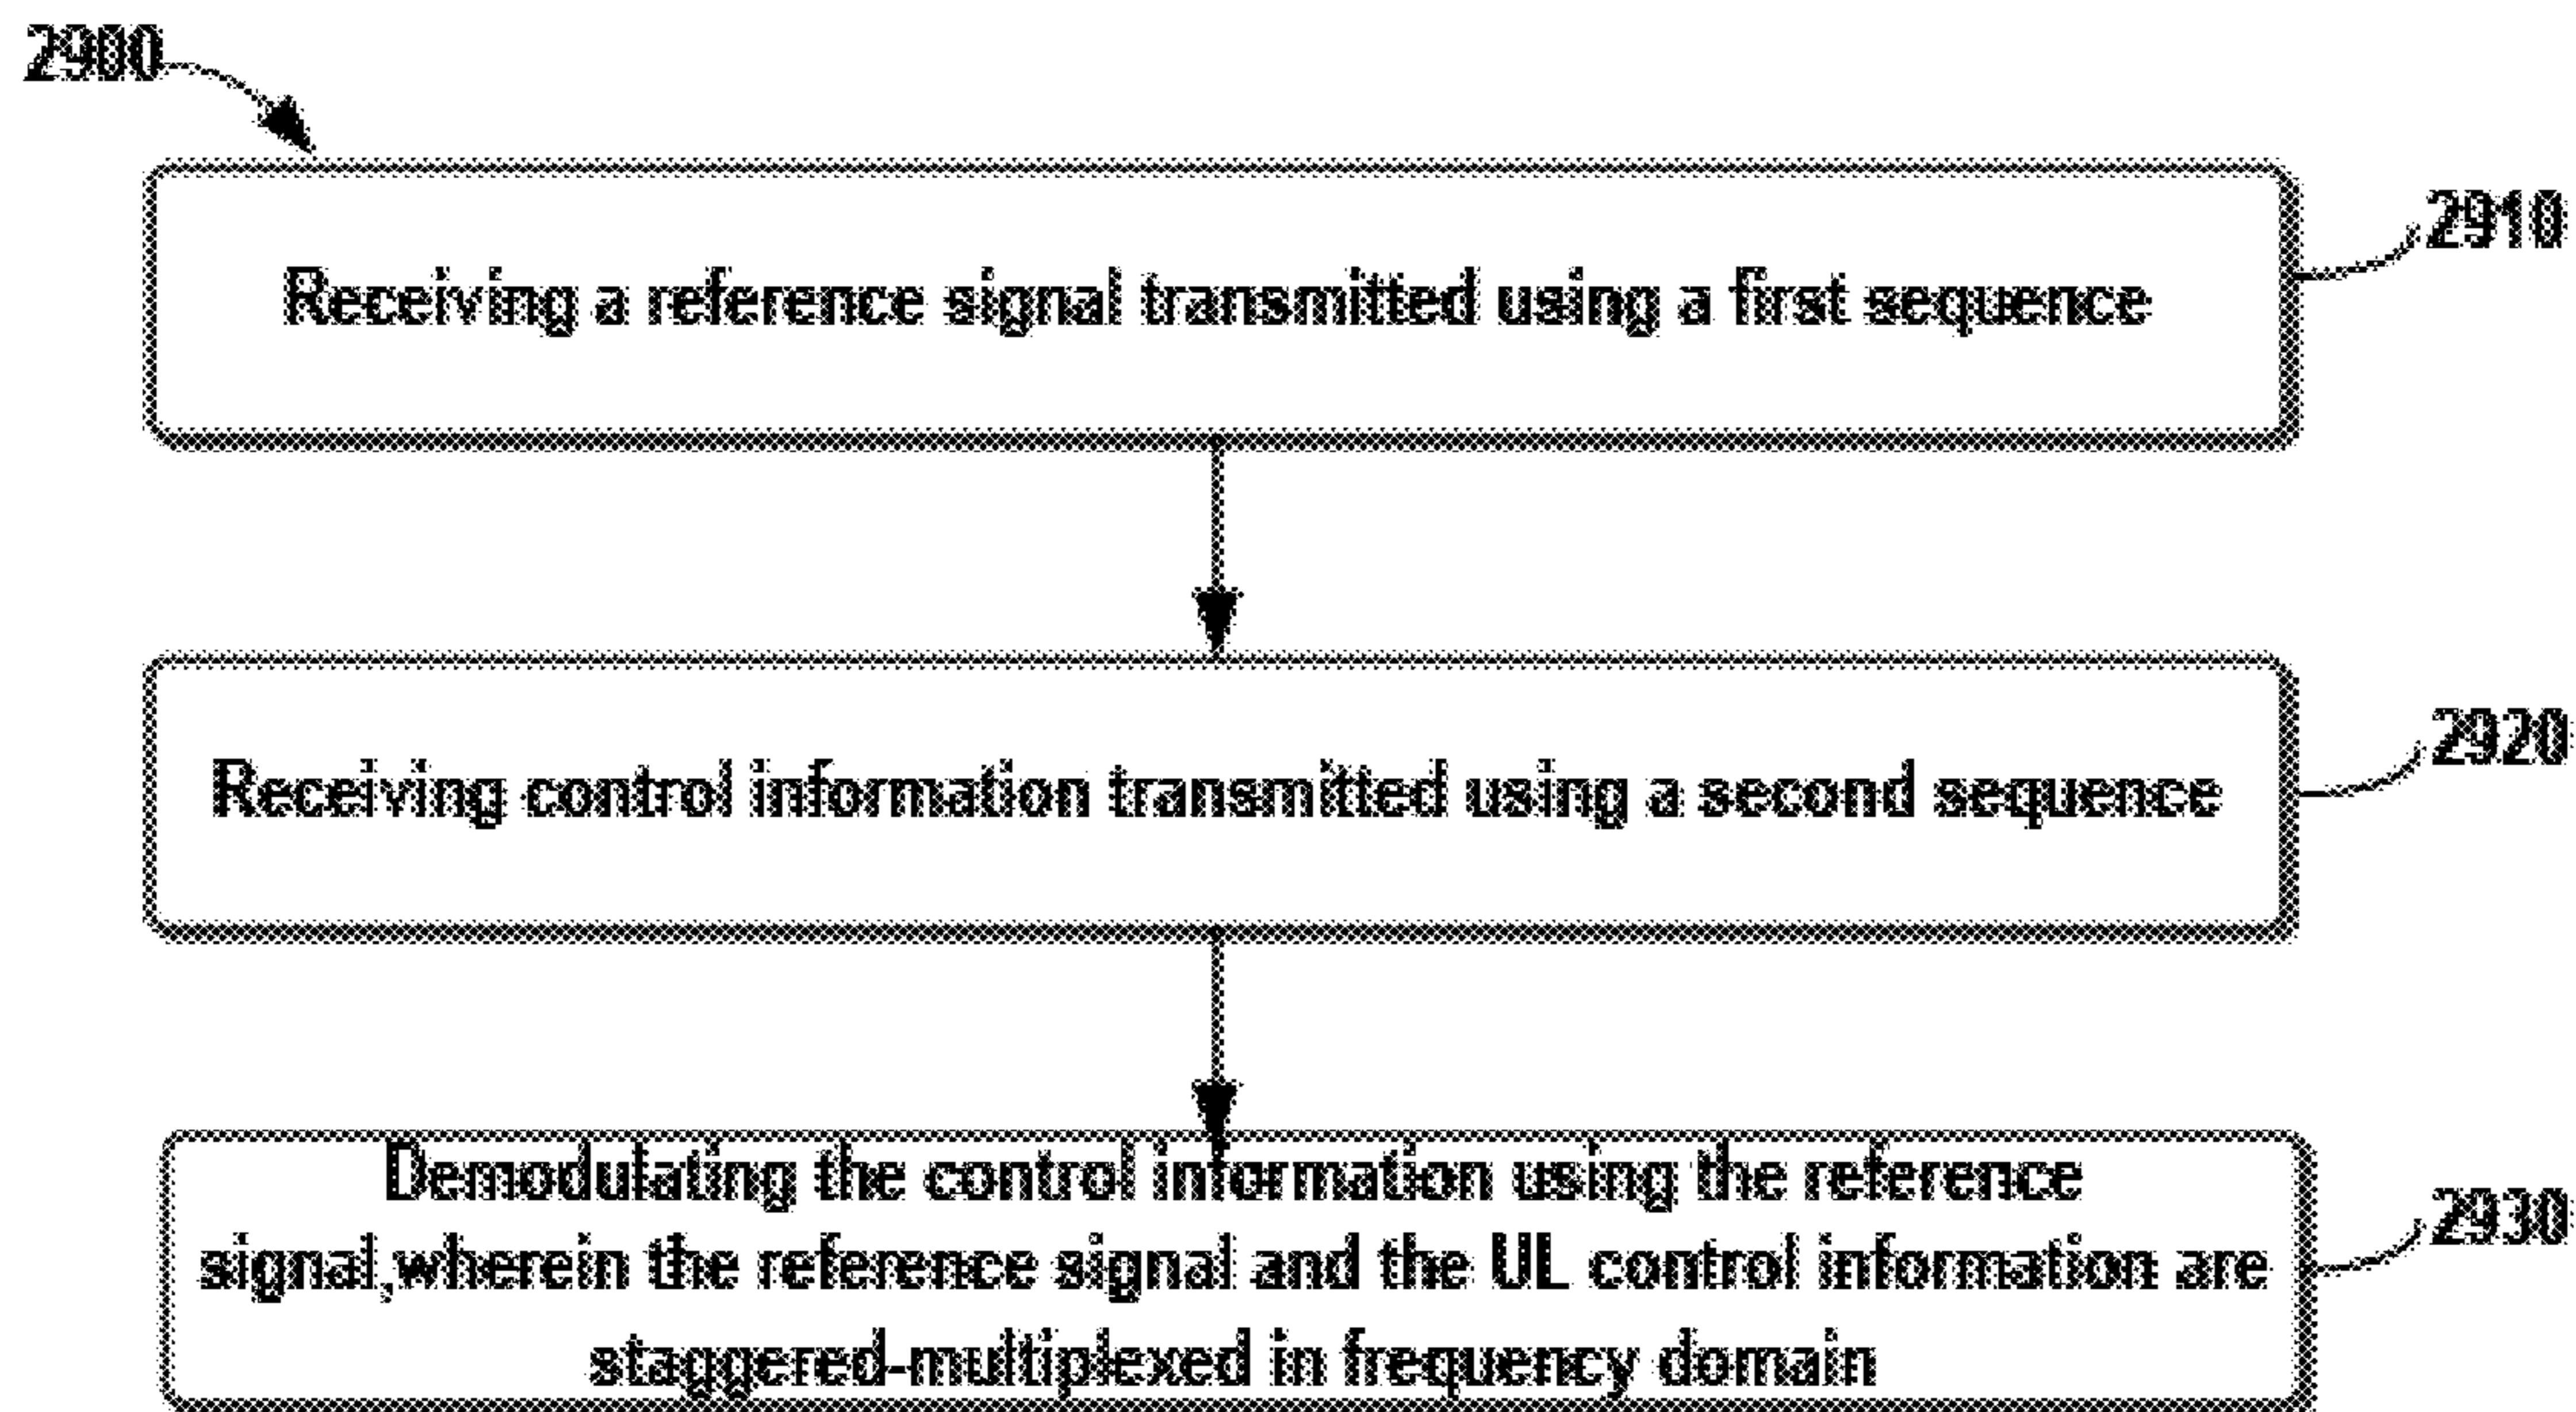 2900
2910
Receiving a reference signal transmitted using a first sequence
2920
Receiving control information transmitted using a second sequence
Demodulating the control information using the reference
2930
signal,wherein the reference signal and the UL control information are
staggered-multiplexed in frequency domain